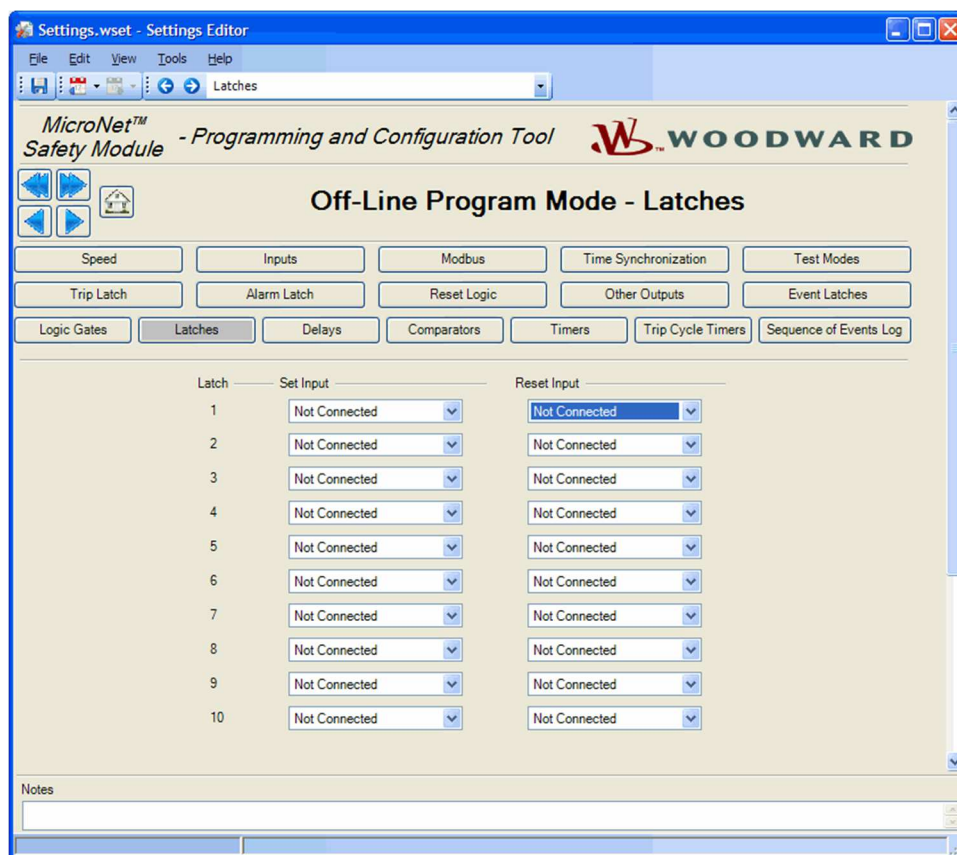 Settings.wset - Settings Editor
File Edit View Tools Help
Latches
MicroNet™ Safety Module - Programming and Configuration Tool W™ WOODWARD
Off-Line Program Mode - Latches
Speed Inputs Modbus Time Synchronization Test Modes
Trip Latch Alarm Latch Reset Logic Other Outputs Event Latches
Logic Gates Latches Delays Comparators Timers Trip Cycle Timers Sequence of Events Log
Latch Set Input Reset Input
1 Not Connected Not Connected
2 Not Connected Not Connected
3 Not Connected Not Connected
4 Not Connected Not Connected
5 Not Connected Not Connected
6 Not Connected Not Connected
7 Not Connected Not Connected
8 Not Connected Not Connected
9 Not Connected Not Connected
10 Not Connected Not Connected
Notes